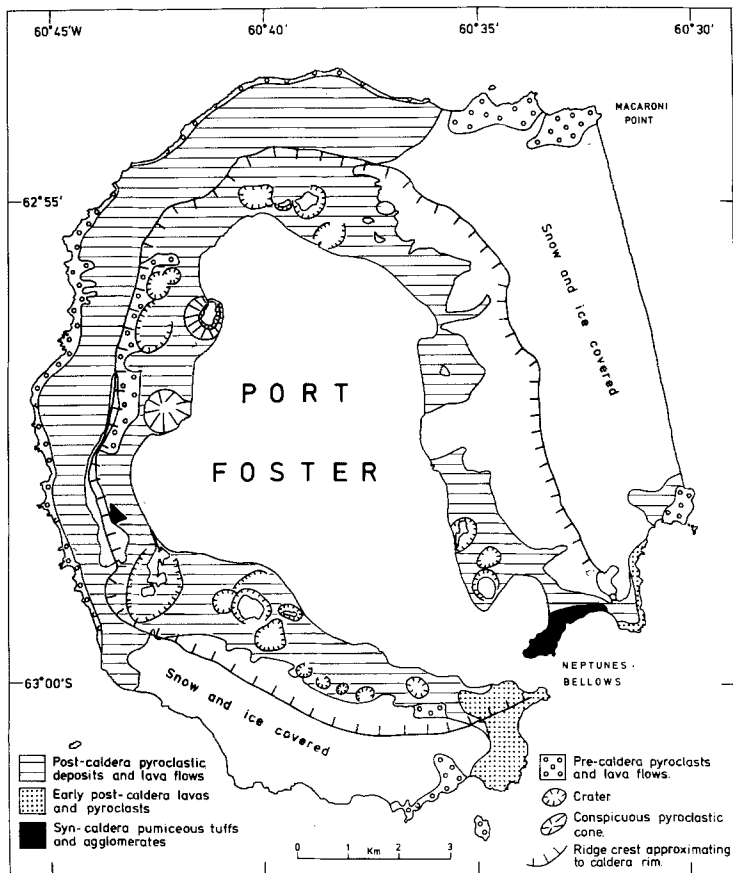 60°45'W 60°40' 60°35' 60°30'
MACARONI
POINT
62°55'
Snow and ice covered
PORT
FOSTER
NEPTUNES-
BELLOWS
63°00'S
Snow and ice covered
Post-caldera pyroclastic
deposits and lava flows
Early post-caldera lavas
and pyroclasts
Syn-caldera pumiceous tuffs
and agglomerates
0 1 2 3
Km
Pre-caldera pyroclasts
and lava flows.
Crater
Conspicuous pyroclastic
cone.
Ridge crest approximating
to caldera rim.